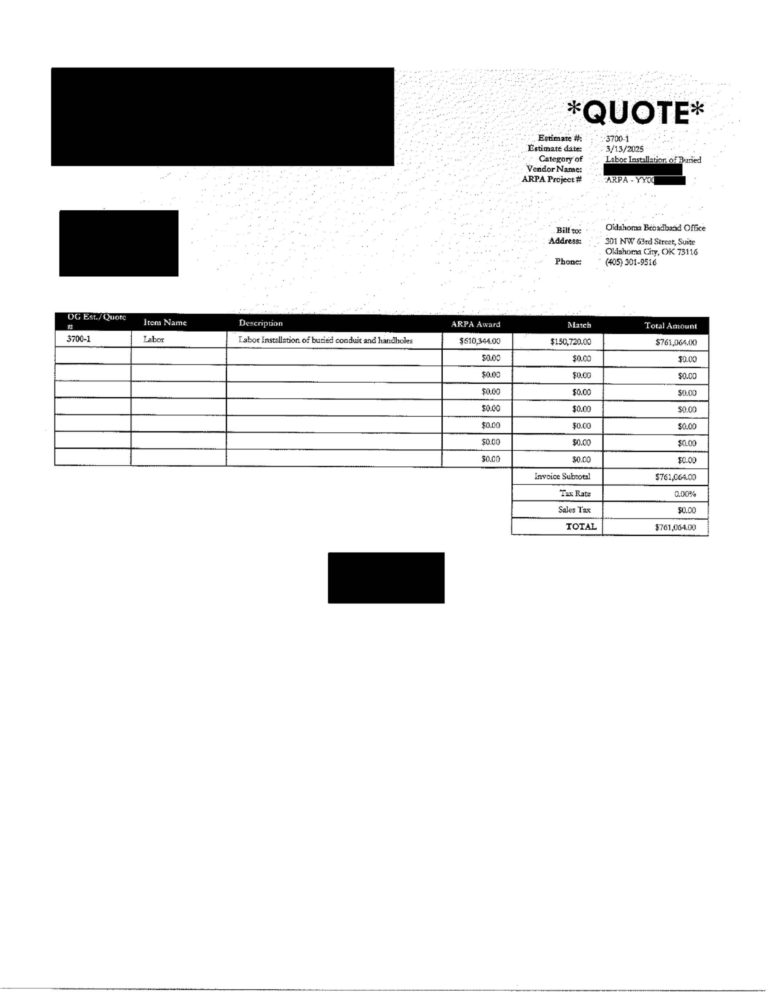 *QUOTE*
Estimate #: 3700-1
Estimate date: 3/13/2025
Category of Labor Installation of Buried
Vendor Name:
ARPA Project # ARPA - YY00
Bill to: Oklahoma Broadband Office
Address: 301 NW 63rd Street, Suite
Oklahoma City, OK 73116
Phone: (405) 301-9516
OG Est./Quote # Item Name Description ARPA Award Match Total Amount
3700-1 Labor Labor Installation of buried conduit and handholes $610,344.00 $150,720.00 $761,064.00
$0.00 $0.00 $0.00
$0.00 $0.00 $0.00
$0.00 $0.00 $0.00
$0.00 $0.00 $0.00
$0.00 $0.00 $0.00
$0.00 $0.00 $0.00
$0.00 $0.00 $0.00
Invoice Subtotal $761,064.00
Tax Rate 0.00%
Sales Tax $0.00
TOTAL $761,064.00